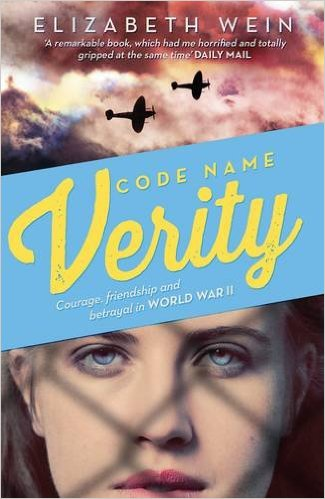 ELIZABETH WEIN
'A remarkable book, which had me horrified and totally
gripped at the same time' DAILY MAIL
CODE NAME
Verity
Courage, friendship and
betrayal in WORLD WAR II